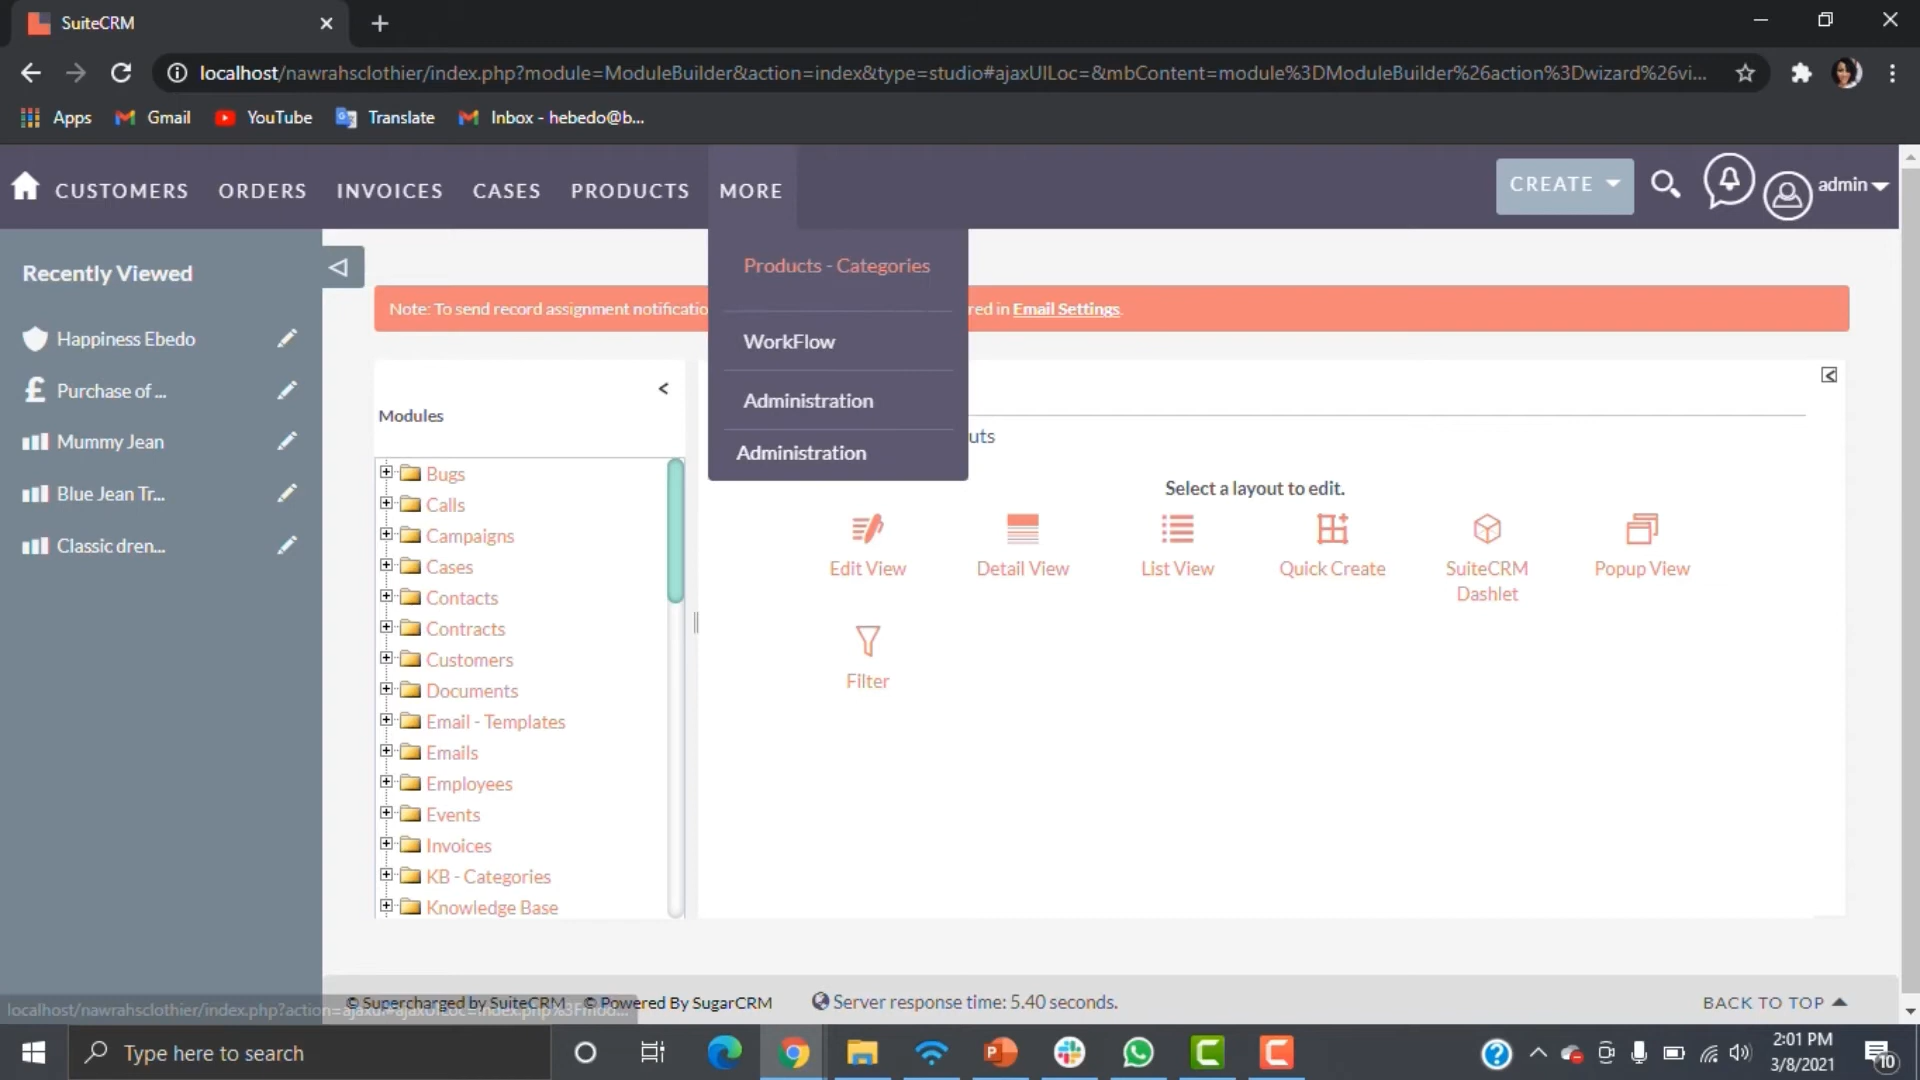 SuiteCRM
localhost/nawrahsclothier/index.php?module=ModuleBuilder&action=index&type=studio#ajaxUILoc=&mbContent=module%3DModuleBuilder%26action%3Dwizard%26vi...
Apps Gmail YouTube Translate Inbox - hebedo@b...
CUSTOMERS ORDERS INVOICES CASES PRODUCTS MORE CREATE admin
Recently Viewed
Happiness Ebedo
Purchase of ...
Mummy Jean
Blue Jean Tr...
Classic dren...
Products - Categories
WorkFlow
Administration
Administration
Note: To send record assignment notificatio red in Email Settings.
Modules
Bugs
Calls
Campaigns
Cases
Contacts
Contracts
Customers
Documents
Email - Templates
Emails
Employees
Events
Invoices
KB - Categories
Knowledge Base
uts
Select a layout to edit.
Edit View
Detail View
List View
Quick Create
SuiteCRM
Dashlet
Popup View
Filter
© Supercharged by SuiteCRM © Powered By SugarCRM Server response time: 5.40 seconds. BACK TO TOP
Type here to search
2:01 PM
3/8/2021
10